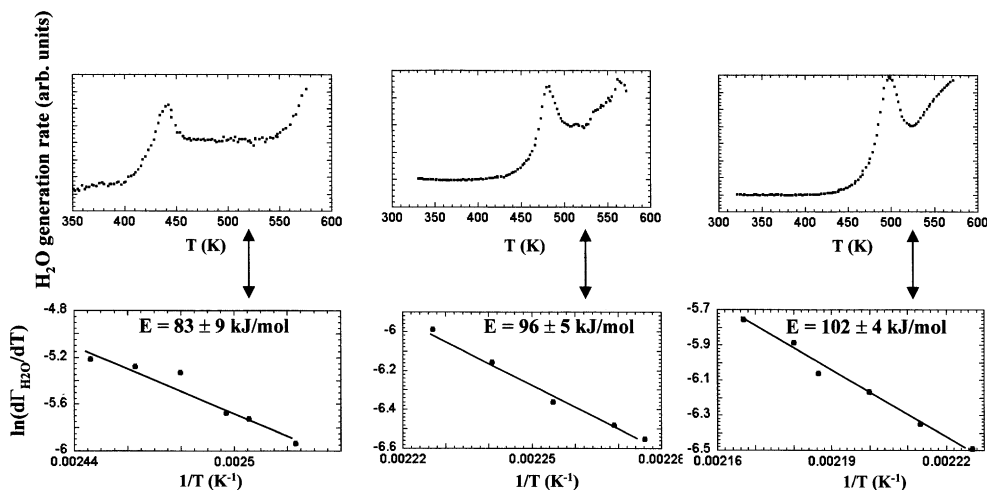 H₂O generation rate (arb. units)
350 400 450 500 550 600
T (K)
300 350 400 450 500 550 600
T (K)
300 350 400 450 500 550 600
T (K)
ln(dΓH2O/dT)
-4.8
-5.2
-5.6
-6
E = 83 ± 9 kJ/mol
0.00244 0.0025
1/T (K⁻¹)
-6
-6.2
-6.4
-6.6
E = 96 ± 5 kJ/mol
0.00222 0.00225 0.00226
1/T (K⁻¹)
-5.7
-5.9
-6.1
-6.3
-6.5
E = 102 ± 4 kJ/mol
0.00216 0.00219 0.00222
1/T (K⁻¹)